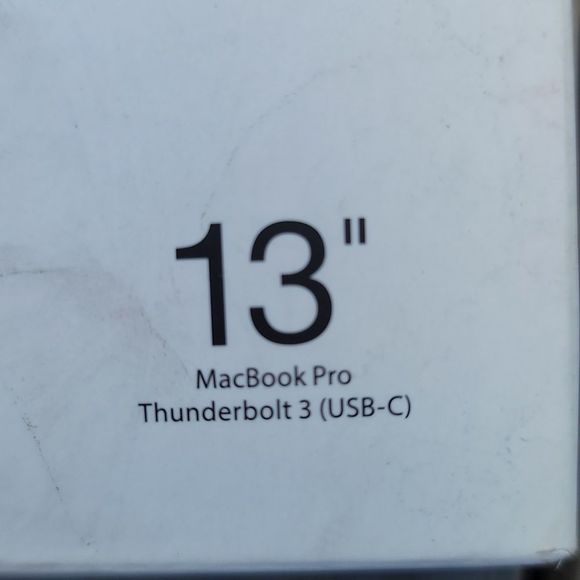 13"
MacBook Pro
Thunderbolt 3 (USB-C)